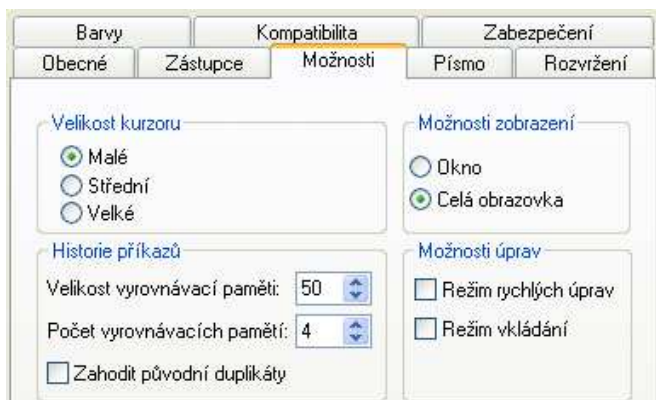 Barvy Kompatibilita Zabezpečení
Obecné Zástupce Možnosti Písmo Rozvržení
Velikost kurzoru
Malé
Střední
Velké
Možnosti zobrazení
Okno
Celá obrazovka
Historie příkazů
Velikost vyrovnávací paměti: 50
Počet vyrovnávacích pamětí: 4
Zahodit původní duplikáty
Možnosti úprav
Režim rychlých úprav
Režim vkládání